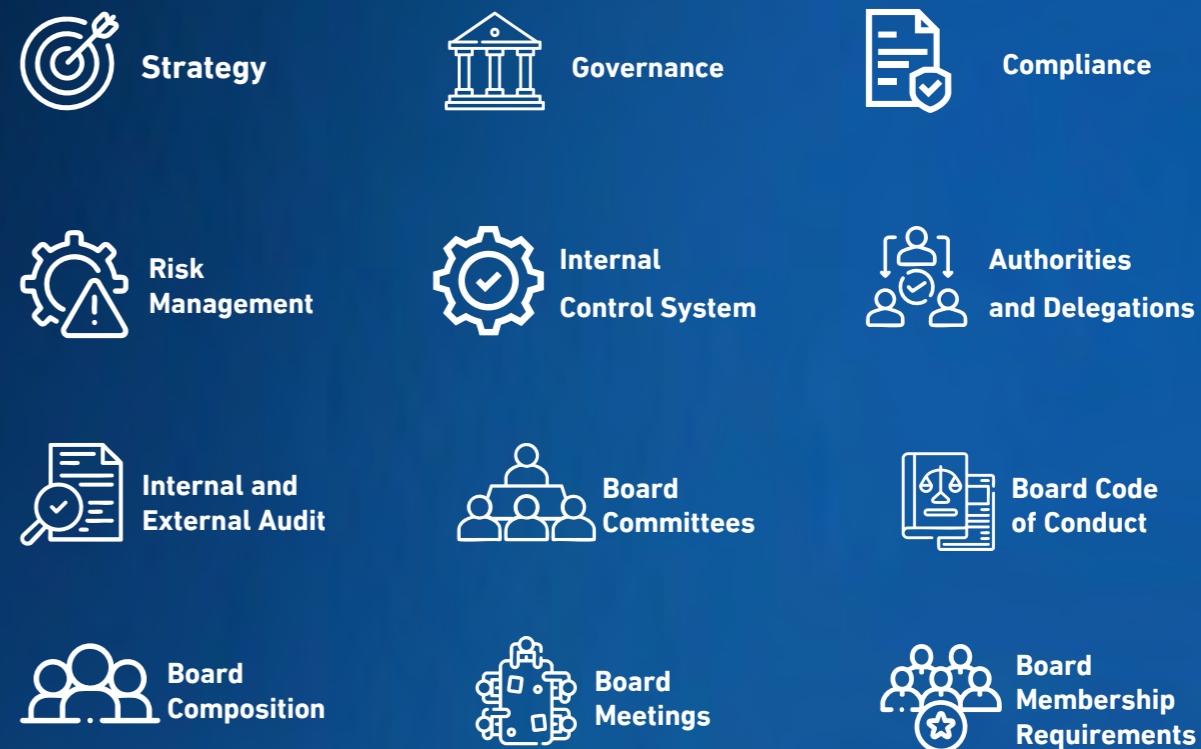 Strategy
Governance
Compliance
Risk
Management
Internal
Control System
Authorities
and Delegations
Internal and
External Audit
Board
Committees
Board Code
of Conduct
Board
Composition
Board
Meetings
Board
Membership
Requirements